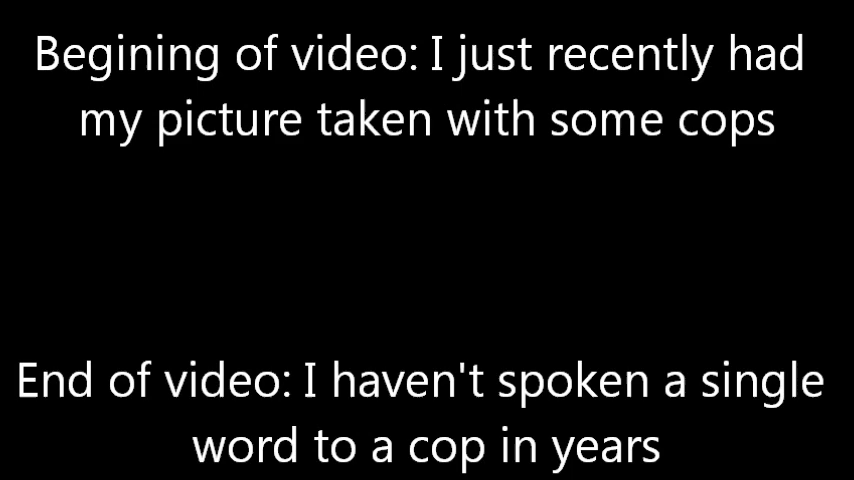 Begining of video: I just recently had
my picture taken with some cops
End of video: I haven't spoken a single
word to a cop in years